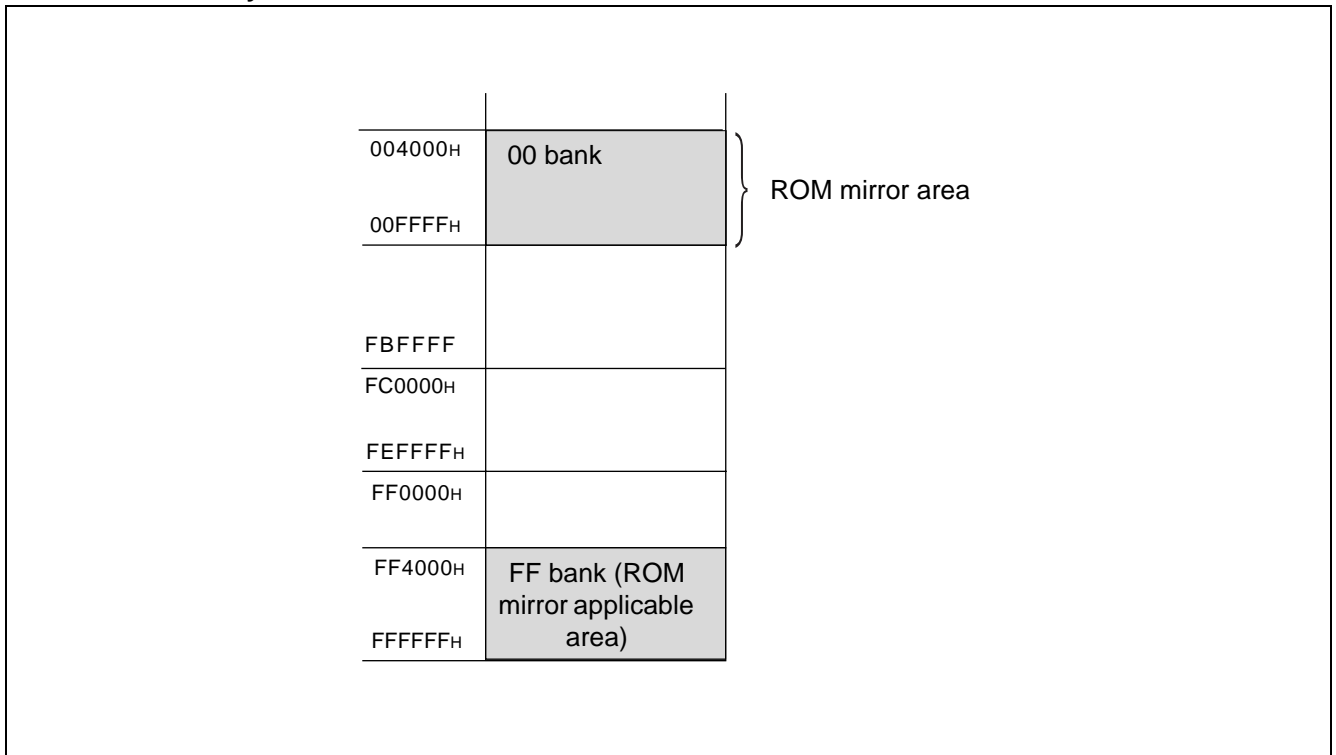 004000H
00 bank
ROM mirror area
00FFFFH
FBFFFF
FC0000H
FEFFFFH
FF0000H
FF4000H
FF bank (ROM
mirror applicable
area)
FFFFFFH